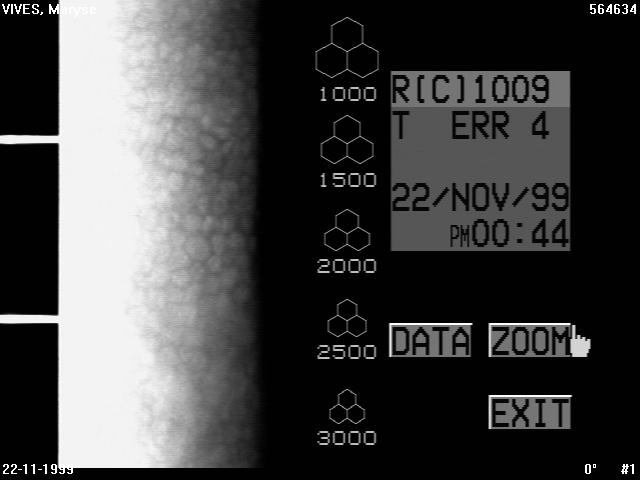 VIVES, Maryse
564634
1000
1500
2000
2500
3000
R(C)1009
T ERR 4
22/NOV/99
PM00:44
DATA
ZOOM
EXIT
22-11-1999
0° #1